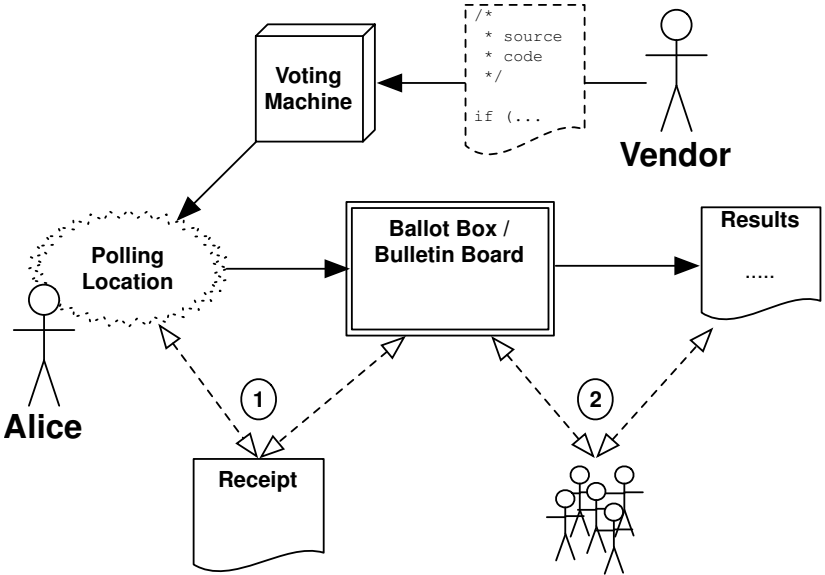 /*
* source
* code
*/
if (...
Voting
Machine
Vendor
Polling
Location
Ballot Box /
Bulletin Board
Results
.....
Alice
1
2
Receipt